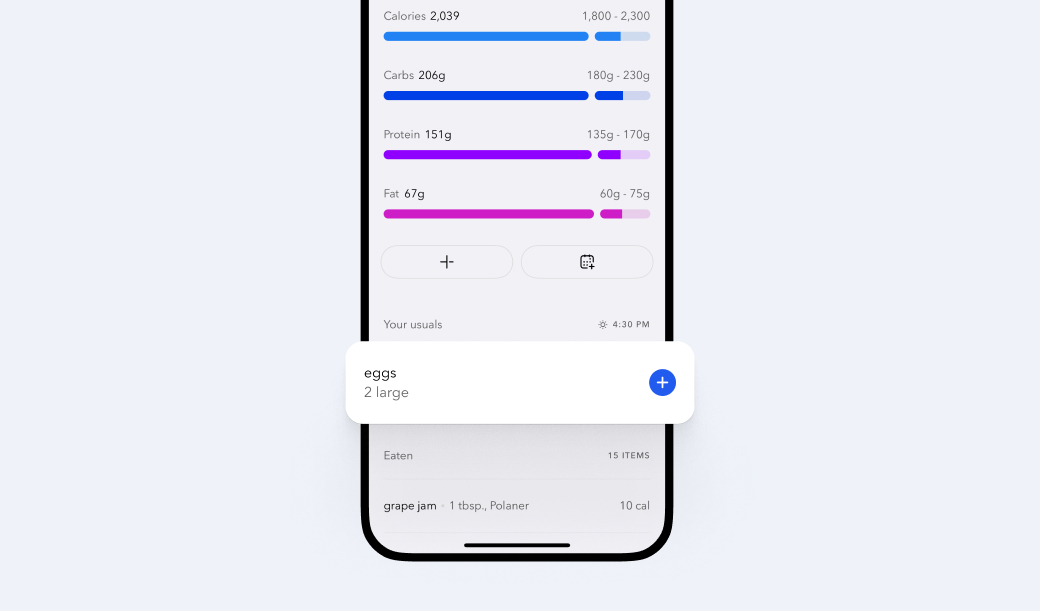 Calories 2,039 1,800 - 2,300
Carbs 206g 180g - 230g
Protein 151g 135g - 170g
Fat 67g 60g - 75g
Your usuals 4:30 PM
eggs
2 large
Eaten 15 ITEMS
grape jam · 1 tbsp., Polaner 10 cal